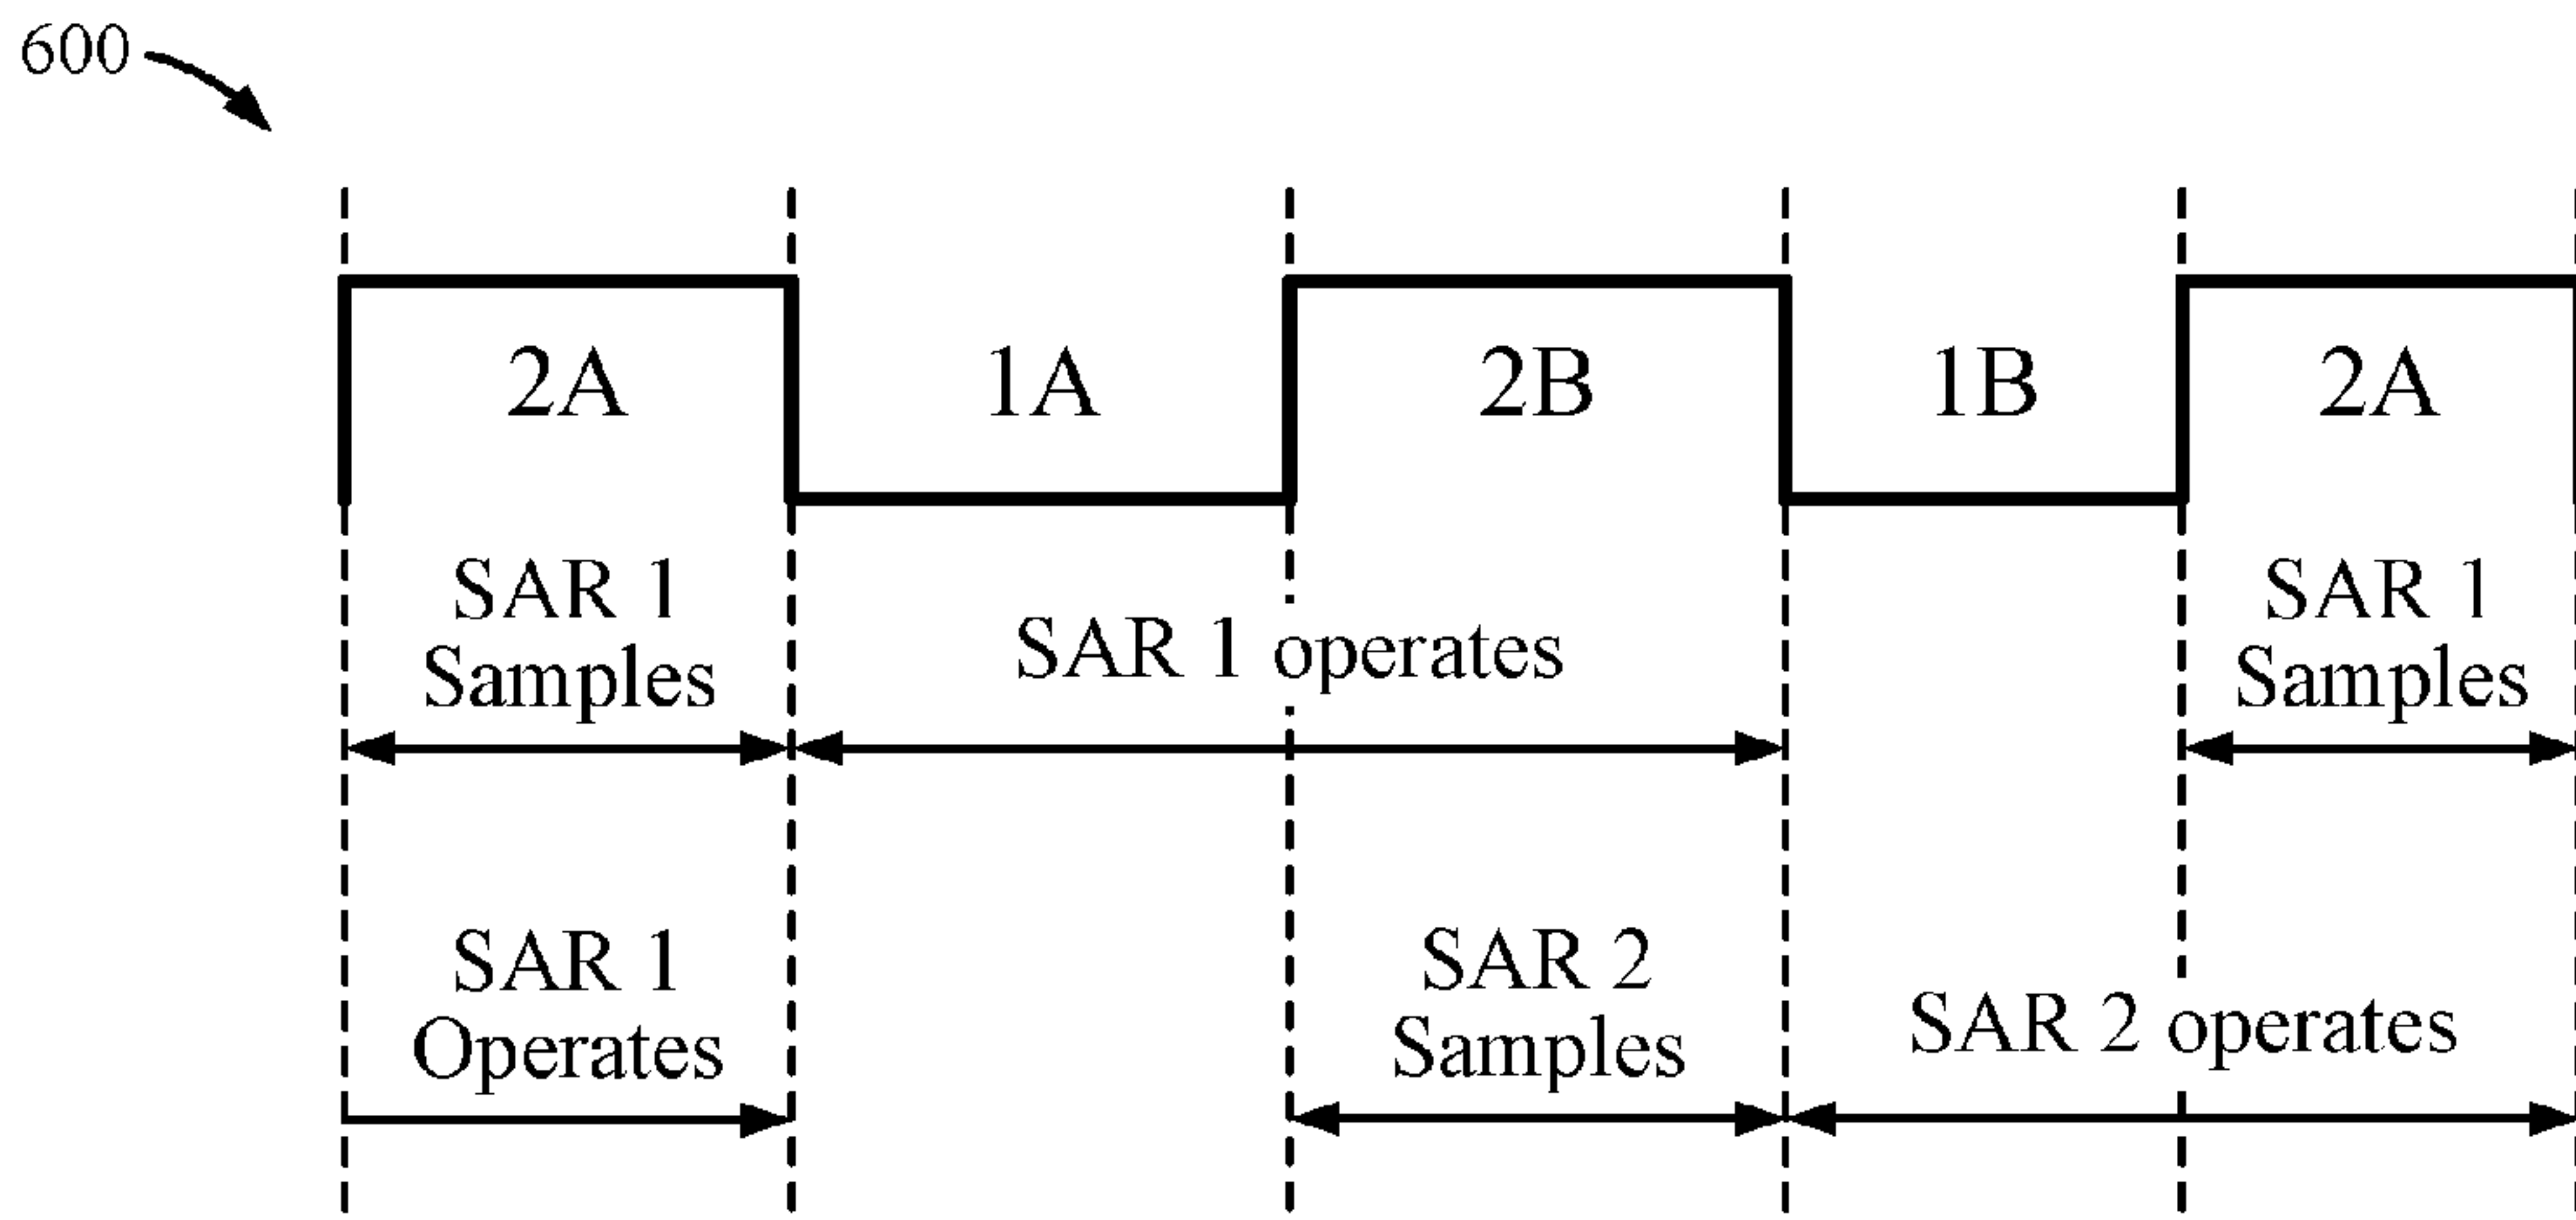 600
2A 1A 2B 1B 2A
SAR 1
Samples
SAR 1 operates
SAR 1
Samples
SAR 1
Operates
SAR 2
Samples
SAR 2 operates